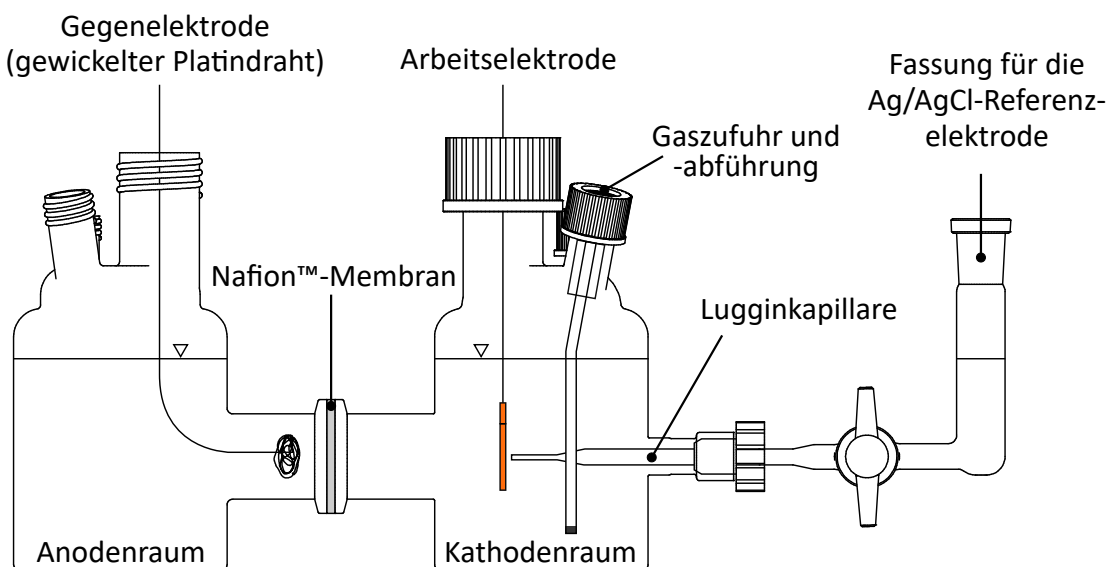 Gegenelektrode
(gewickelter Platindraht)
Arbeitselektrode
Gaszufuhr und
-abführung
Fassung für die
Ag/AgCl-Referenz-
elektrode
Nafion™-Membran
Lugginkapillare
Anodenraum
Kathodenraum